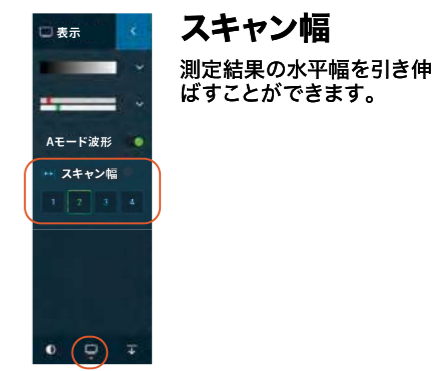 表示
Aモード波形
スキャン幅
1 2 3 4
スキャン幅
測定結果の水平幅を引き伸
ばすことができます。